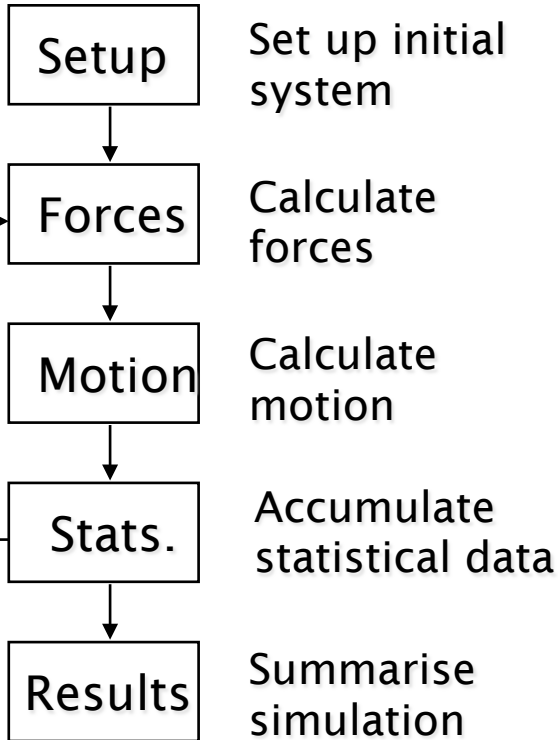 Setup
Set up initial
system
Forces
Calculate
forces
Motion
Calculate
motion
Stats.
Accumulate
statistical data
Results
Summarise
simulation